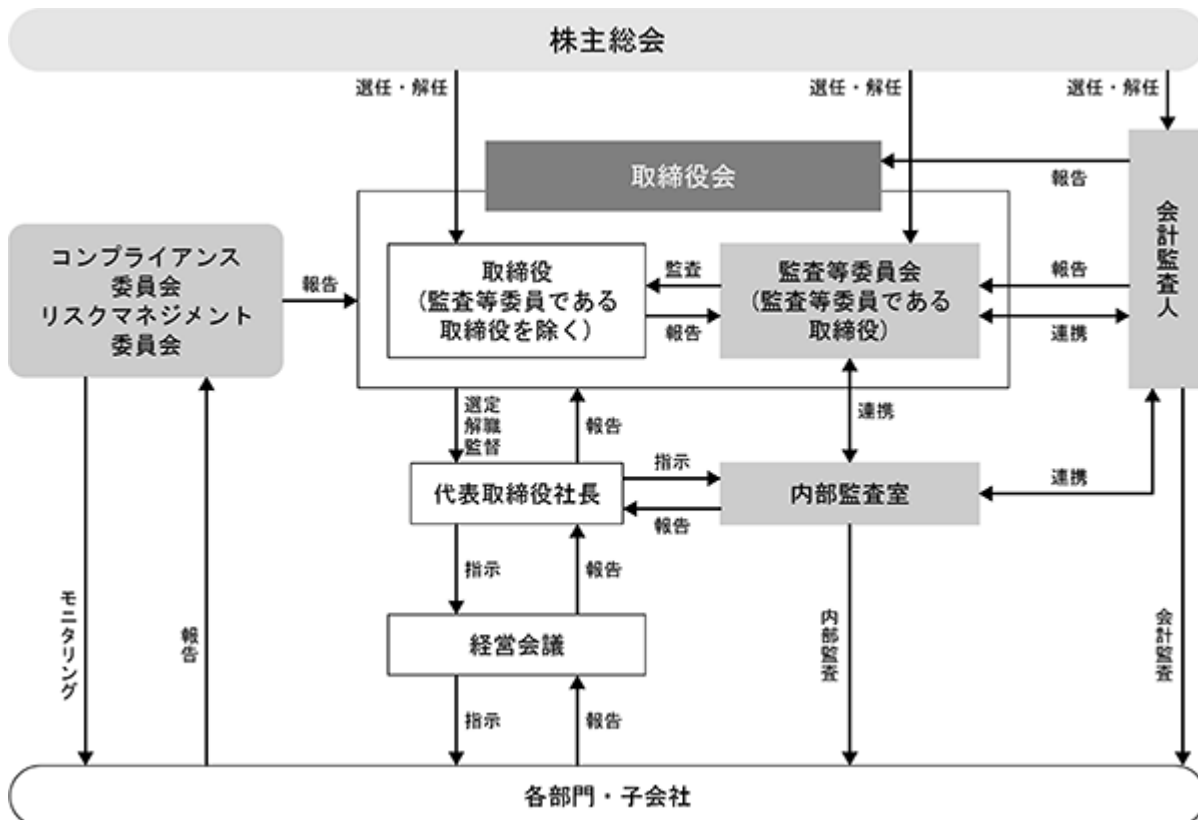 株主総会
選任・解任
選任・解任
選任・解任
取締役会
報告
会計監査人
コンプライアンス
委員会
リスクマネジメント
委員会
報告
取締役
（監査等委員である
取締役を除く）
監査
報告
監査等委員会
（監査等委員である
取締役）
報告
連携
選定
解職
監督
報告
連携
代表取締役社長
指示
報告
内部監査室
連携
指示
報告
モニタリング
報告
経営会議
内部監査
会計監査
指示
報告
各部門・子会社